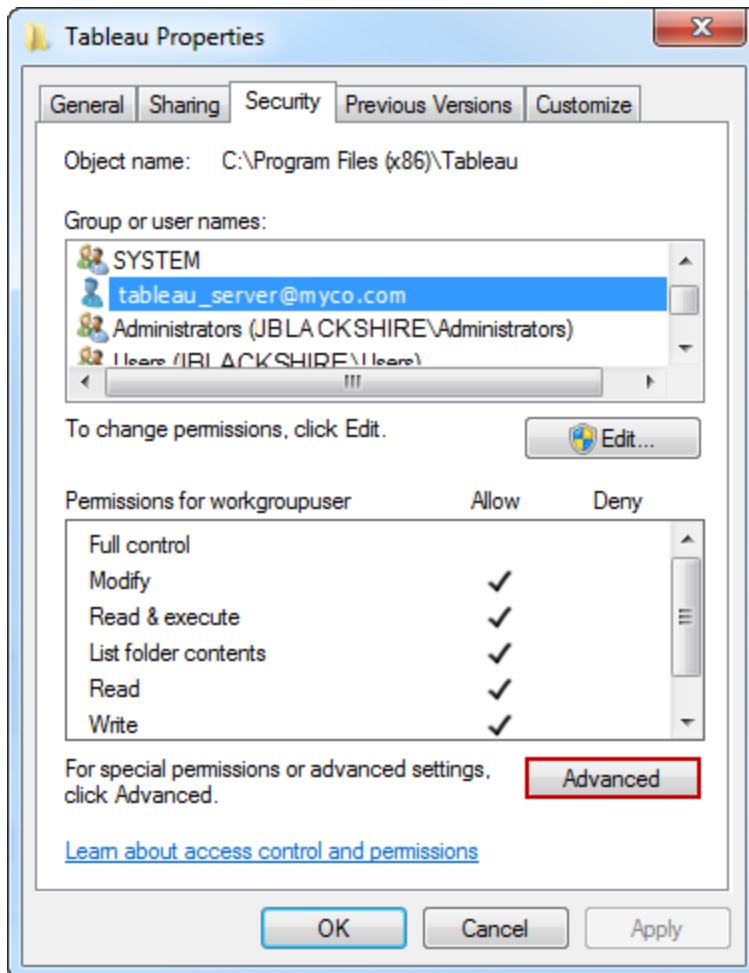 Tableau Properties
General Sharing Security Previous Versions Customize
Object name: C:\Program Files (x86)\Tableau
Group or user names:
SYSTEM
tableau_server@myco.com
Administrators (JBLACKSHIRE\Administrators)
Users (JBLACKSHIRE\Users)
To change permissions, click Edit.
Edit...
Permissions for workgroupuser Allow Deny
Full control
Modify
Read & execute
List folder contents
Read
Write
For special permissions or advanced settings,
click Advanced.
Advanced
Learn about access control and permissions
OK Cancel Apply